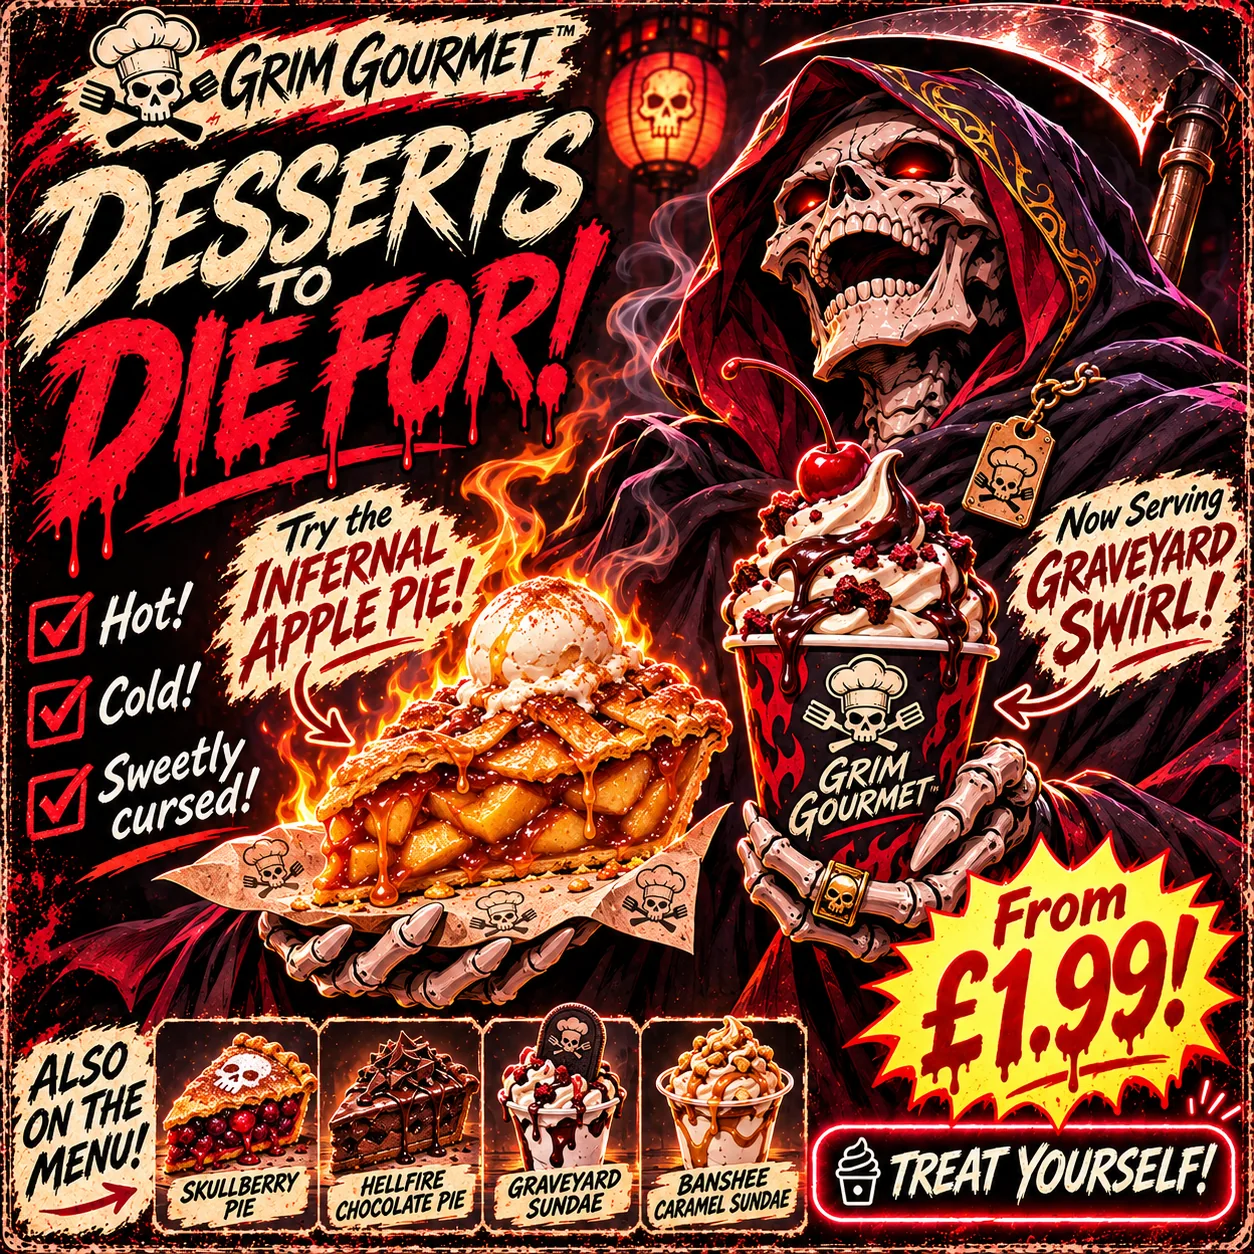 GRIM GOURMET™
DESSERTS
TO
DIE FOR!
Try the
INFERNAL
APPLE PIE!
Now Serving
GRAVEYARD
SWIRL!
Hot!
Cold!
Sweetly
cursed!
GRIM
GOURMET™
From
£1.99!
ALSO
ON THE
MENU!
SKULLBERRY
PIE
HELLFIRE
CHOCOLATE PIE
GRAVEYARD
SUNDAE
BANSHEE
CARAMEL SUNDAE
TREAT YOURSELF!